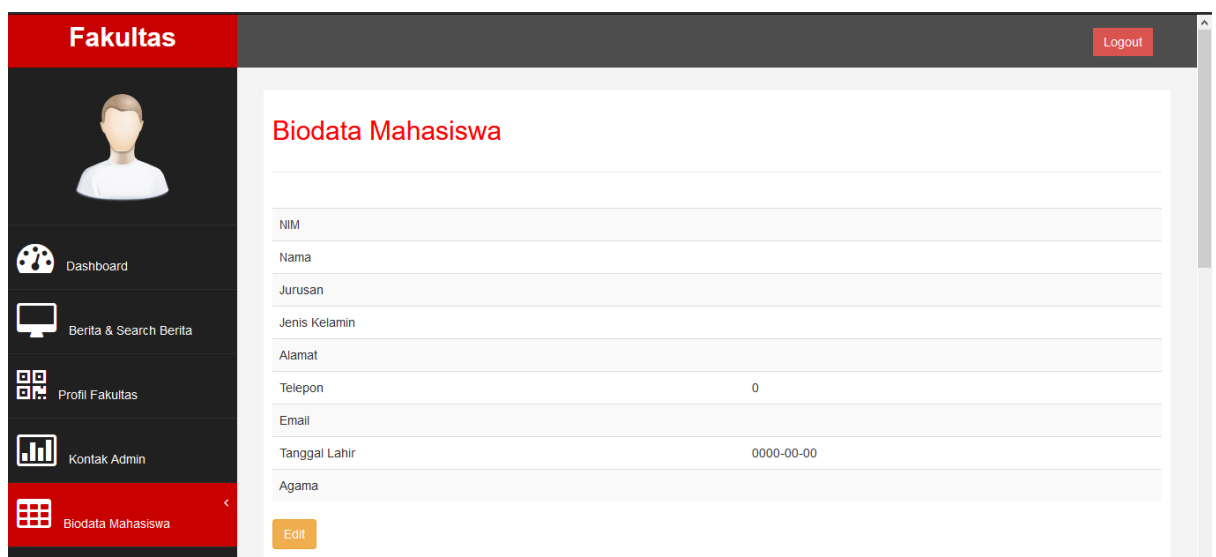 Fakultas
Logout
Dashboard
Berita & Search Berita
Profil Fakultas
Kontak Admin
Biodata Mahasiswa
Biodata Mahasiswa
NIM
Nama
Jurusan
Jenis Kelamin
Alamat
Telepon 0
Email
Tanggal Lahir 0000-00-00
Agama
Edit